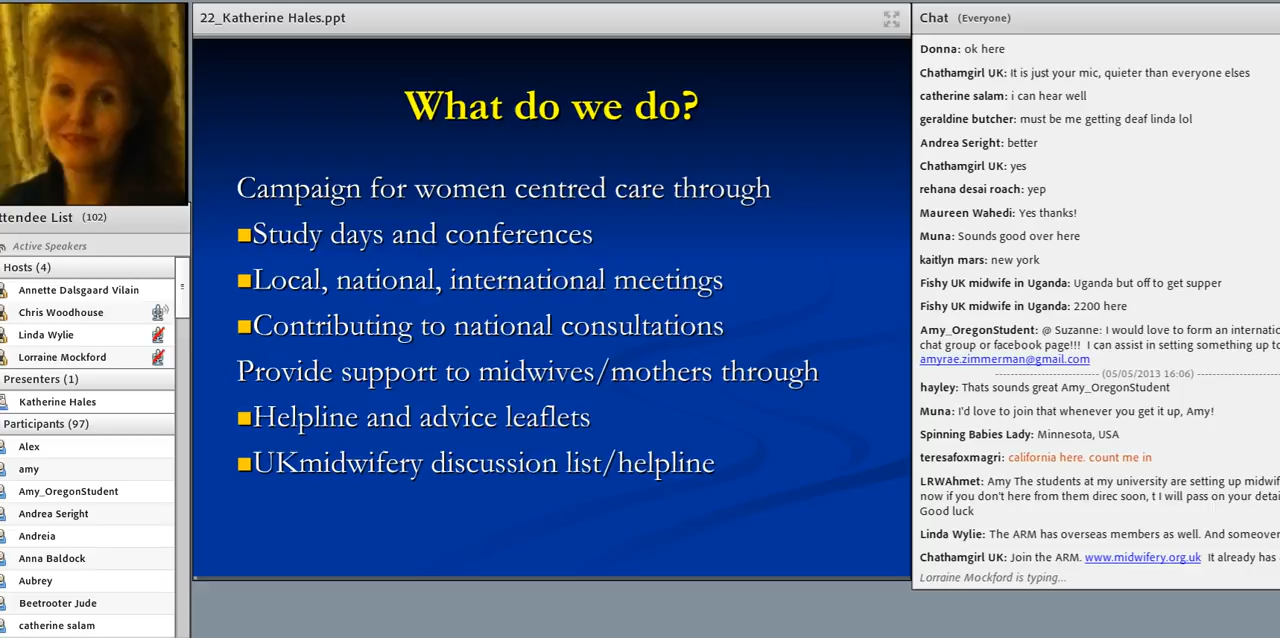 ttendee List (102)
Active Speakers
Hosts (4)
Annette Dalsgaard Vilain
Chris Woodhouse
Linda Wylie
Lorraine Mockford
Presenters (1)
Katherine Hales
Participants (97)
Alex
amy
Amy_OregonStudent
Andrea Seright
Andreia
Anna Baldock
Aubrey
Beetrooter Jude
catherine salam
22_Katherine Hales.ppt
What do we do?
Campaign for women centred care through
■Study days and conferences
■Local, national, international meetings
■Contributing to national consultations
Provide support to midwives/mothers through
■Helpline and advice leaflets
■UKmidwifery discussion list/helpline
Chat (Everyone)
Donna: ok here
Chathamgirl UK: It is just your mic, quieter than everyone elses
catherine salam: i can hear well
geraldine butcher: must be me getting deaf linda lol
Andrea Seright: better
Chathamgirl UK: yes
rehana desai roach: yep
Maureen Wahedi: Yes thanks!
Muna: Sounds good over here
kaitlyn mars: new york
Fishy UK midwife in Uganda: Uganda but off to get supper
Fishy UK midwife in Uganda: 2200 here
Amy_OregonStudent: @ Suzanne: I would love to form an internatio
chat group or facebook page!!! I can assist in setting something up to
amyrae.zimmerman@gmail.com
(05/05/2013 16:06)
hayley: Thats sounds great Amy_OregonStudent
Muna: I'd love to join that whenever you get it up, Amy!
Spinning Babies Lady: Minnesota, USA
teresafoxmagri: california here. count me in
LRWAhmet: Amy The students at my university are setting up midwif
now if you don't here from them direc soon, t I will pass on your detai
Good luck
Linda Wylie: The ARM has overseas members as well. And someover
Chathamgirl UK: Join the ARM. www.midwifery.org.uk It already has
Lorraine Mockford is typing...